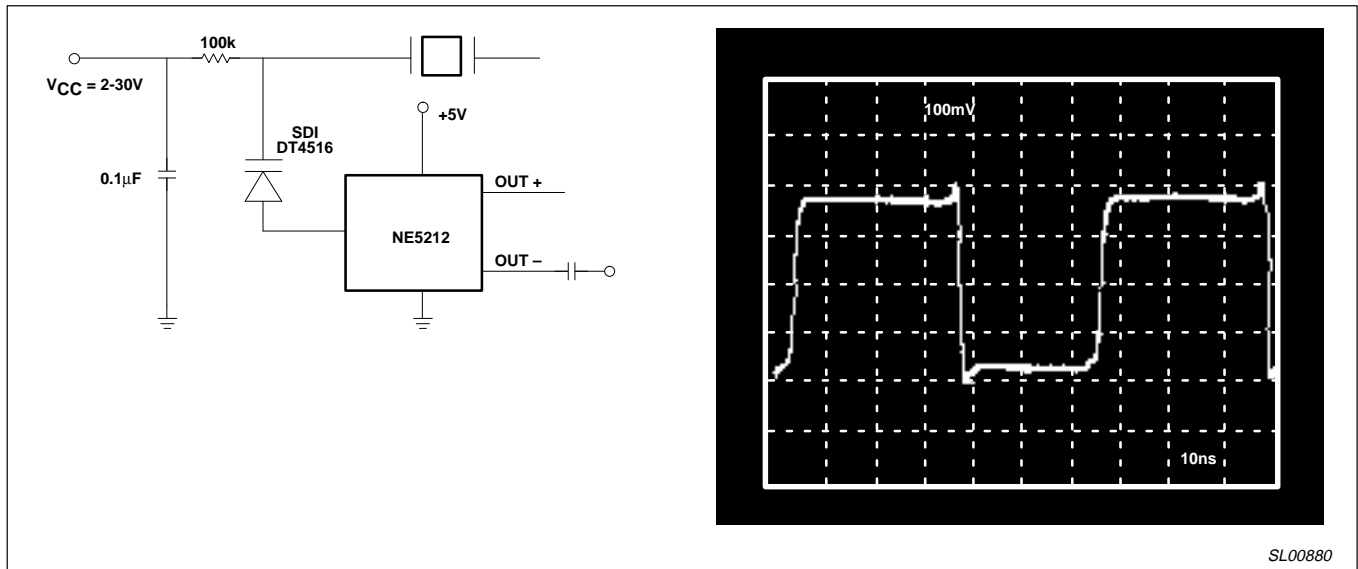 100k
VCC = 2-30V
+5V
SDI
DT4516
0.1μF
OUT +
NE5212
OUT –
100mV
10ns
SL00880